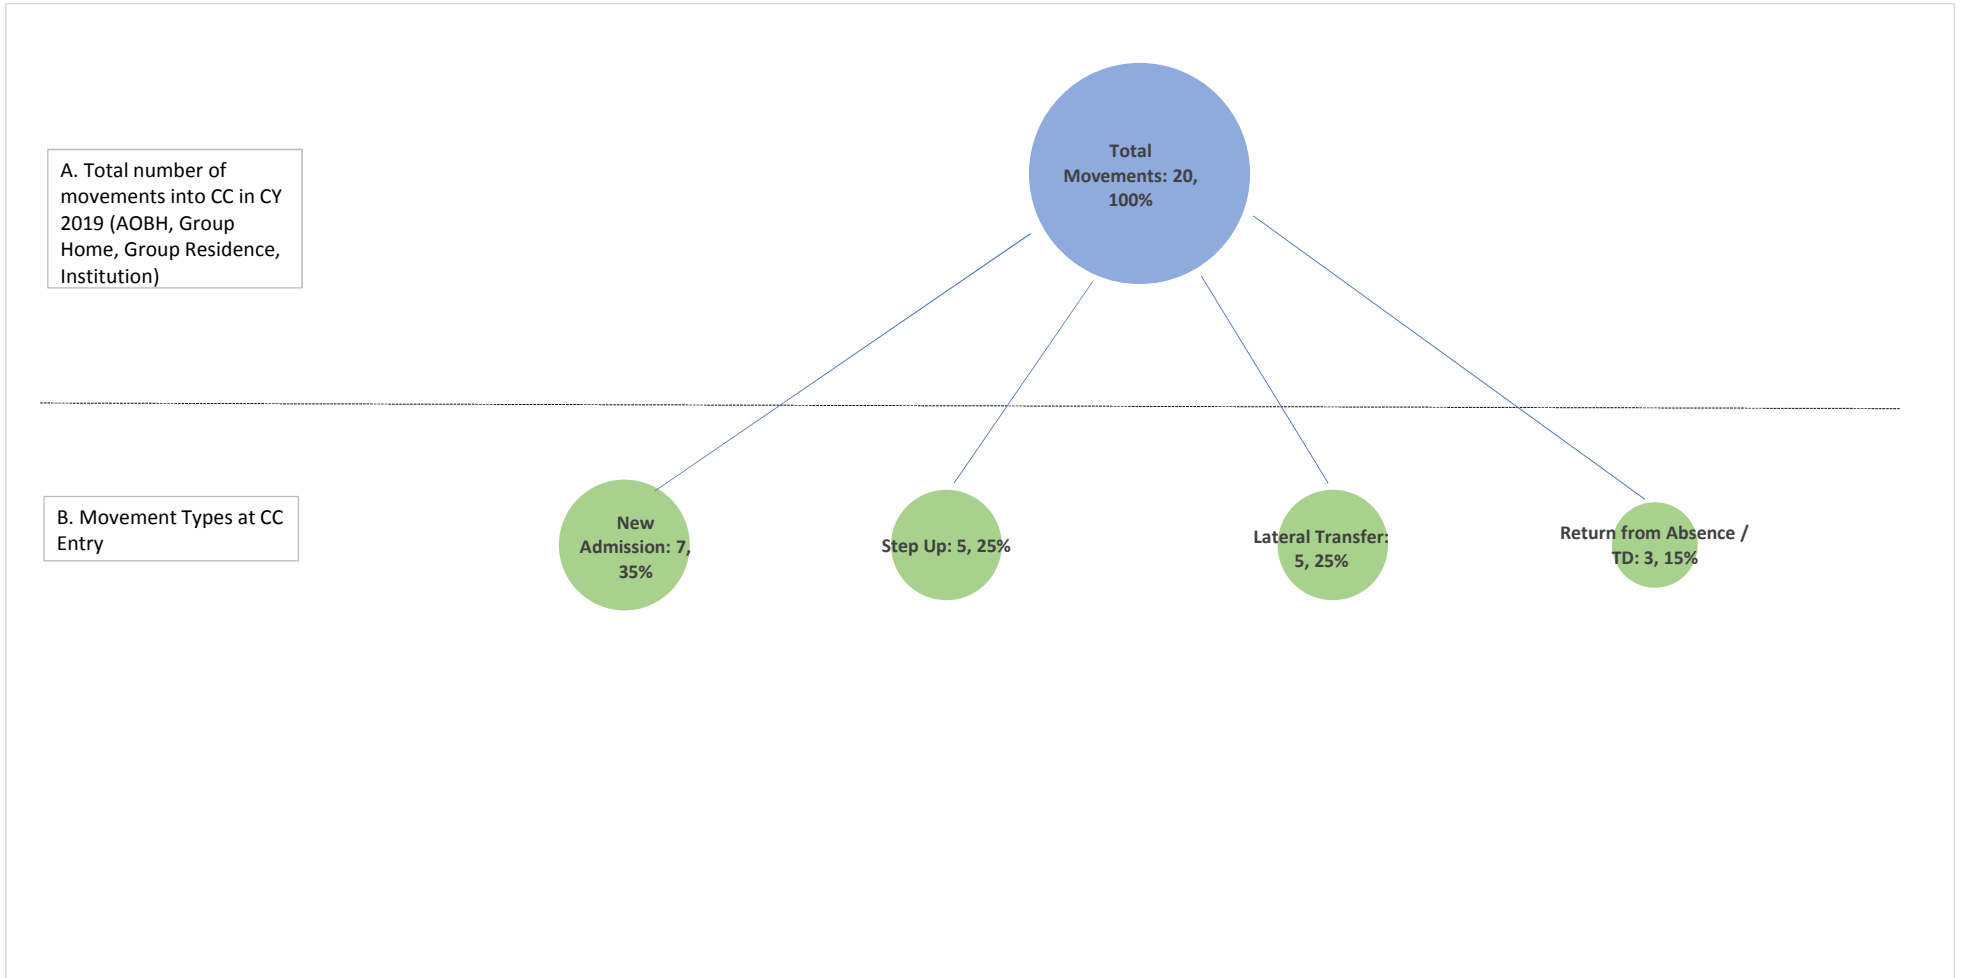 Total
Movements: 20,
100%
A. Total number of
movements into CC in CY
2019 (AOBH, Group
Home, Group Residence,
Institution)
B. Movement Types at CC
Entry
New
Admission: 7,
35%
Step Up: 5, 25%
Lateral Transfer:
5, 25%
Return from Absence /
TD: 3, 15%